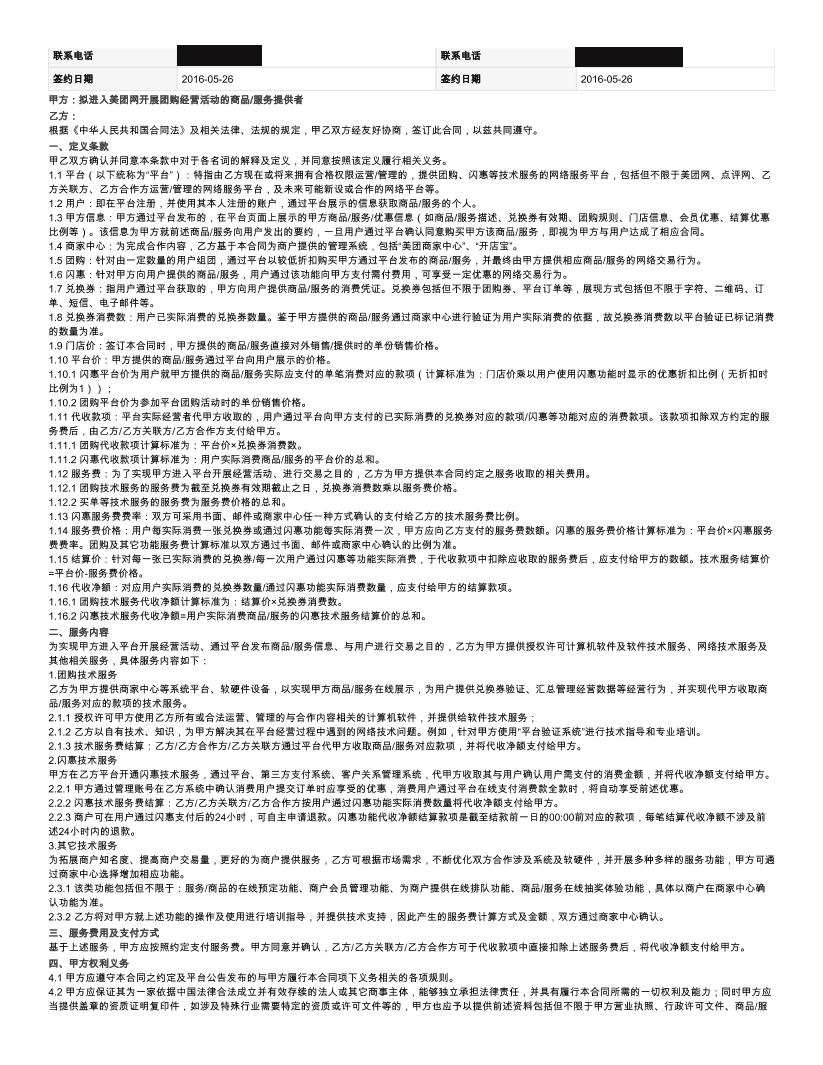 联系电话 联系电话
签约日期 2016-05-26 签约日期 2016-05-26
甲方：拟进入美团网开展团购经营活动的商品/服务提供者
乙方：
根据《中华人民共和国合同法》及相关法律、法规的规定，甲乙双方经友好协商，签订此合同，以兹共同遵守。
一、定义条款
甲乙双方确认并同意本条款中对于各名词的解释及定义，并同意按照该定义履行相关义务。
1.1 平台（以下统称为“平台”）：特指由乙方现在或将来拥有合格权限运营/管理的，提供团购、闪惠等技术服务的网络服务平台，包括但不限于美团网、点评网、乙
方关联方、乙方合作方运营/管理的网络服务平台，及未来可能新设或合作的网络平台等。
1.2 用户：即在平台注册，并使用其本人注册的账户，通过平台展示的信息获取商品/服务的个人。
1.3 甲方信息：甲方通过平台发布的，在平台页面上展示的甲方商品/服务/优惠信息（如商品/服务描述、兑换券有效期、团购规则、门店信息、会员优惠、结算优惠
比例等）。该信息为甲方就前述商品/服务向用户发出的要约，一旦用户通过平台确认同意购买甲方该商品/服务，即视为甲方与用户达成了相应合同。
1.4 商家中心：为完成合作内容，乙方基于本合同为商户提供的管理系统，包括“美团商家中心”、“开店宝”。
1.5 团购：针对由一定数量的用户组团，通过平台以较低折扣购买甲方通过平台发布的商品/服务，并最终由甲方提供相应商品/服务的网络交易行为。
1.6 闪惠：针对甲方向用户提供的商品/服务，用户通过该功能向甲方支付需付费用，可享受一定优惠的网络交易行为。
1.7 兑换券：指用户通过平台获取的，甲方向用户提供商品/服务的消费凭证。兑换券包括但不限于团购券、平台订单等，展现方式包括但不限于字符、二维码、订
单、短信、电子邮件等。
1.8 兑换券消费数：用户已实际消费的兑换券数量。鉴于甲方提供的商品/服务通过商家中心进行验证为用户实际消费的依据，故兑换券消费数以平台验证已标记消费
的数量为准。
1.9 门店价：签订本合同时，甲方提供的商品/服务直接对外销售/提供时的单份销售价格。
1.10 平台价：甲方提供的商品/服务通过平台向用户展示的价格。
1.10.1 闪惠平台价为用户就甲方提供的商品/服务实际应支付的单笔消费对应的款项（计算标准为：门店价乘以用户使用闪惠功能时显示的优惠折扣比例（无折扣时
比例为1））；
1.10.2 团购平台价为参加平台团购活动时的单份销售价格。
1.11 代收款项：平台实际经营者代甲方收取的，用户通过平台向甲方支付的已实际消费的兑换券对应的款项/闪惠等功能对应的消费款项。该款项扣除双方约定的服
务费后，由乙方/乙方关联方/乙方合作方支付给甲方。
1.11.1 团购代收款项计算标准为：平台价×兑换券消费数。
1.11.2 闪惠代收款项计算标准为：用户实际消费商品/服务的平台价的总和。
1.12 服务费：为了实现甲方进入平台开展经营活动、进行交易之目的，乙方为甲方提供本合同约定之服务收取的相关费用。
1.12.1 团购技术服务的服务费为截至兑换券有效期截止之日，兑换券消费数乘以服务费价格。
1.12.2 买单等技术服务的服务费为服务费价格的总和。
1.13 闪惠服务费费率：双方可采用书面、邮件或商家中心任一种方式确认的支付给乙方的技术服务费比例。
1.14 服务费价格：用户每实际消费一张兑换券或通过闪惠功能每实际消费一次，甲方应向乙方支付的服务费数额。闪惠的服务费价格计算标准为：平台价×闪惠服务
费费率。团购及其它功能服务费计算标准以双方通过书面、邮件或商家中心确认的比例为准。
1.15 结算价：针对每一张已实际消费的兑换券/每一次用户通过闪惠等功能实际消费，于代收款项中扣除应收取的服务费后，应支付给甲方的数额。技术服务结算价
=平台价-服务费价格。
1.16 代收净额：对应用户实际消费的兑换券数量/通过闪惠功能实际消费数量，应支付给甲方的结算款项。
1.16.1 团购技术服务代收净额计算标准为：结算价×兑换券消费数。
1.16.2 闪惠技术服务代收净额=用户实际消费商品/服务的闪惠技术服务结算价的总和。
二、服务内容
为实现甲方进入平台开展经营活动、通过平台发布商品/服务信息、与用户进行交易之目的，乙方为甲方提供授权许可计算机软件及软件技术服务、网络技术服务及
其他相关服务，具体服务内容如下：
1.团购技术服务
乙方为甲方提供商家中心等系统平台、软硬件设备，以实现甲方商品/服务在线展示，为用户提供兑换券验证、汇总管理经营数据等经营行为，并实现代甲方收取商
品/服务对应的款项的技术服务。
2.1.1 授权许可甲方使用乙方所有或合法运营、管理的与合作内容相关的计算机软件，并提供给软件技术服务；
2.1.2 乙方以自有技术、知识，为甲方解决其在平台经营过程中遇到的网络技术问题。例如，针对甲方使用“平台验证系统”进行技术指导和专业培训。
2.1.3 技术服务费结算：乙方/乙方合作方/乙方关联方通过平台代甲方收取商品/服务对应款项，并将代收净额支付给甲方。
2.闪惠技术服务
甲方在乙方平台开通闪惠技术服务，通过平台、第三方支付系统、客户关系管理系统，代甲方收取其与用户确认用户需支付的消费金额，并将代收净额支付给甲方。
2.2.1 甲方通过管理账号在乙方系统中确认消费用户提交订单时应享受的优惠，消费用户通过平台在线支付消费款全款时，将自动享受前述优惠。
2.2.2 闪惠技术服务费结算：乙方/乙方关联方/乙方合作方按用户通过闪惠功能实际消费数量将代收净额支付给甲方。
2.2.3 商户可在用户通过闪惠支付后的24小时，可自主申请退款。闪惠功能代收净额结算款项是截至结款前一日的00:00前对应的款项，每笔结算代收净额不涉及前
述24小时内的退款。
3.其它技术服务
为拓展商户知名度、提高商户交易量，更好的为商户提供服务，乙方可根据市场需求，不断优化双方合作涉及系统及软硬件，并开展多种多样的服务功能，甲方可通
过商家中心选择增加相应功能。
2.3.1 该类功能包括但不限于：服务/商品的在线预定功能、商户会员管理功能、为商户提供在线排队功能、商品/服务在线抽奖体验功能，具体以商户在商家中心确
认功能为准。
2.3.2 乙方将对甲方就上述功能的操作及使用进行培训指导，并提供技术支持，因此产生的服务费计算方式及金额，双方通过商家中心确认。
三、服务费用及支付方式
基于上述服务，甲方应按照约定支付服务费。甲方同意并确认，乙方/乙方关联方/乙方合作方可于代收款项中直接扣除上述服务费后，将代收净额支付给甲方。
四、甲方权利义务
4.1 甲方应遵守本合同之约定及平台公告发布的与甲方履行本合同项下义务相关的各项规则。
4.2 甲方应保证其为一家依据中国法律合法成立并有效存续的法人或其它商事主体，能够独立承担法律责任，并具有履行本合同所需的一切权利及能力；同时甲方应
当提供盖章的资质证明复印件，如涉及特殊行业需要特定的资质或许可文件等的，甲方也应予以提供前述资料包括但不限于甲方营业执照、行政许可文件、商品/服